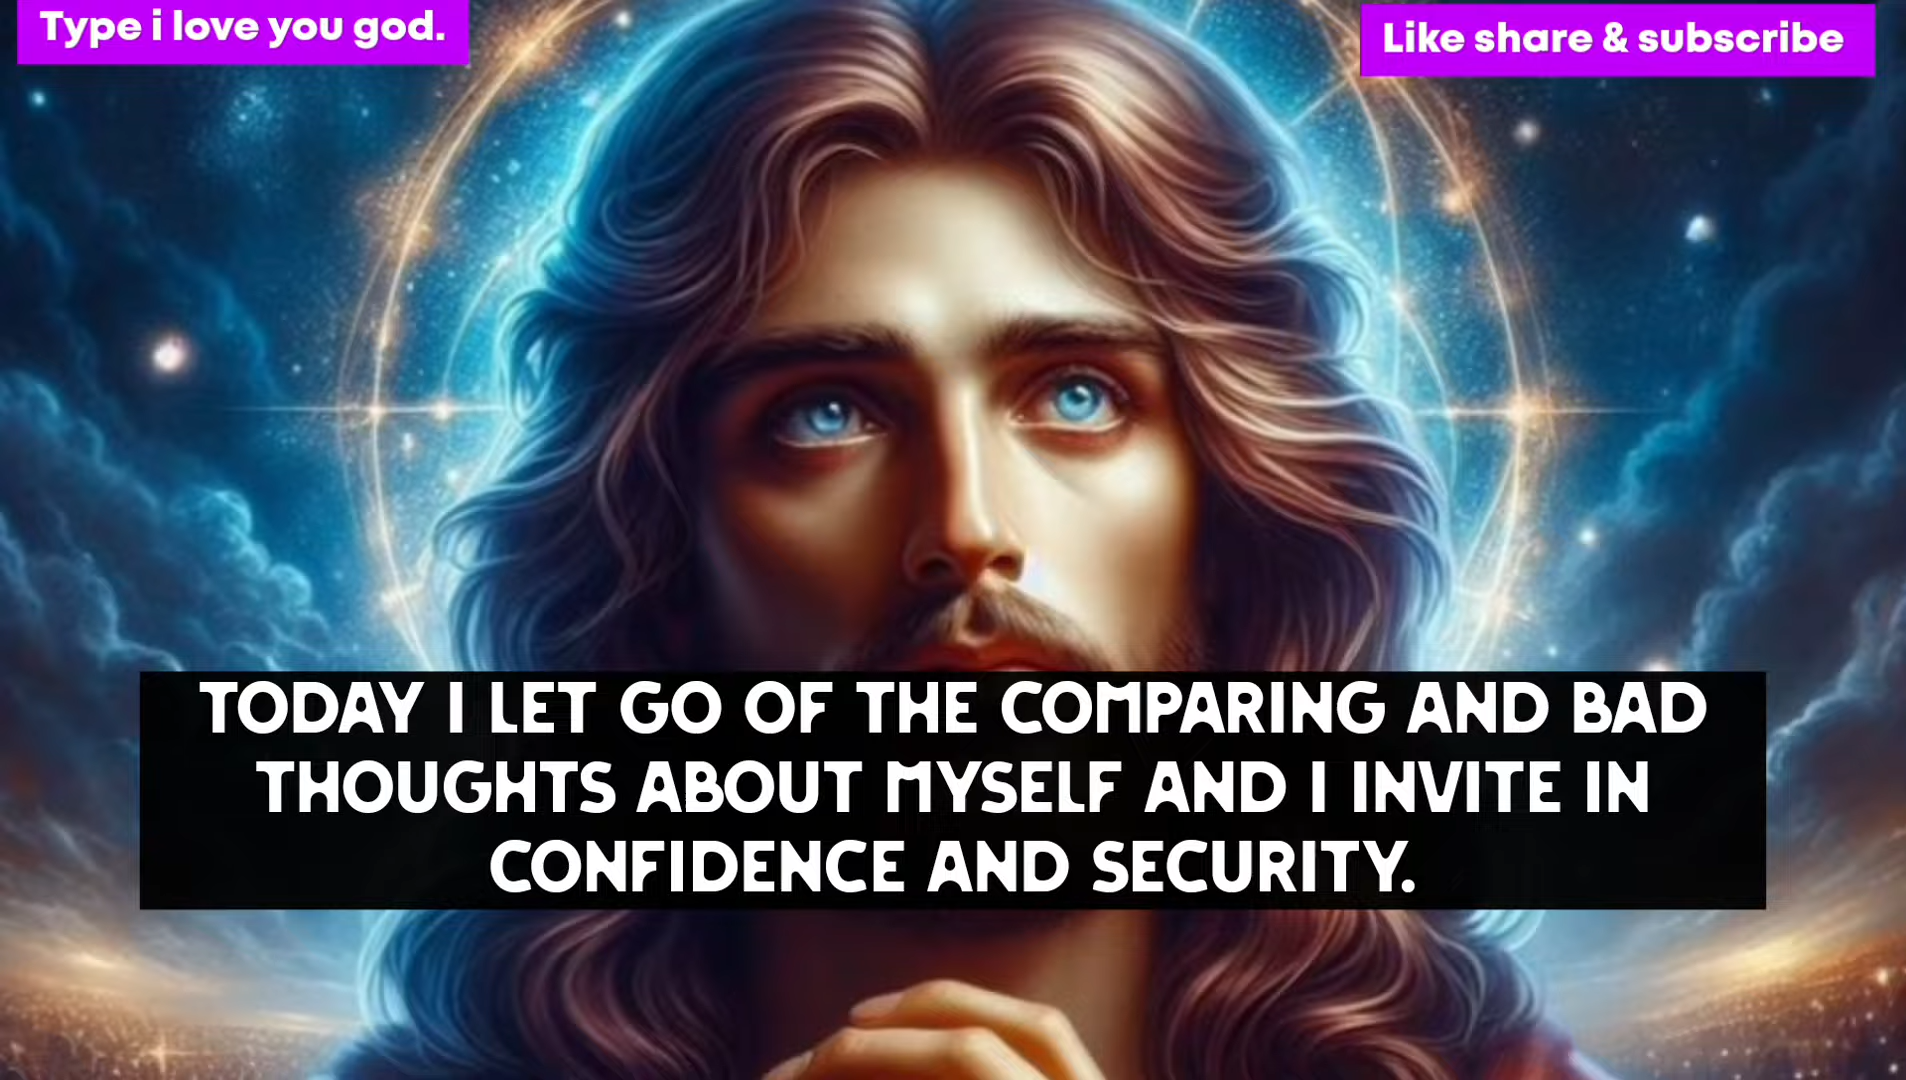 Type i love you god.
Like share & subscribe
TODAY I LET GO OF THE COMPARING AND BAD
THOUGHTS ABOUT MYSELF AND I INVITE IN
CONFIDENCE AND SECURITY.